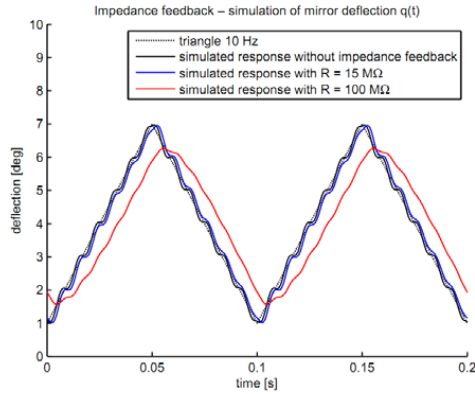 Impedance feedback – simulation of mirror deflection q(t)
triangle 10 Hz
simulated response without impedance feedback
simulated response with R = 15 MΩ
simulated response with R = 100 MΩ
deflection [deg]
10
9
8
7
6
5
4
3
2
1
0
0
0.05
0.1
0.15
0.2
time [s]